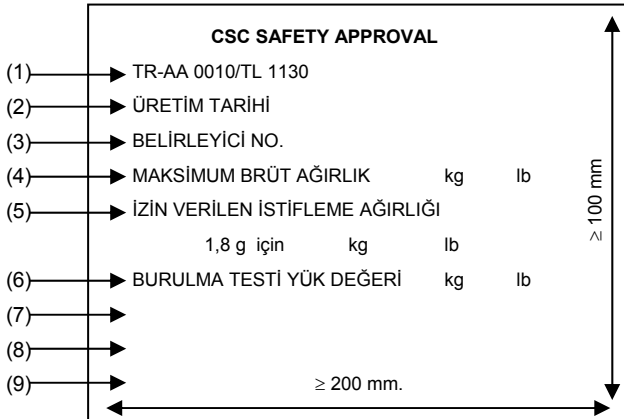 CSC SAFETY APPROVAL
(1) TR-AA 0010/TL 1130
(2) ÜRETİM TARİHİ
(3) BELİRLEYİCİ NO.
(4) MAKSİMUM BRÜT AĞIRLIK kg lb
(5) İZİN VERİLEN İSTİFLEME AĞIRLIĞI
1,8 g için kg lb
(6) BURULMA TESTİ YÜK DEĞERİ kg lb
(7)
(8)
(9) ≥ 200 mm.
≥ 100 mm